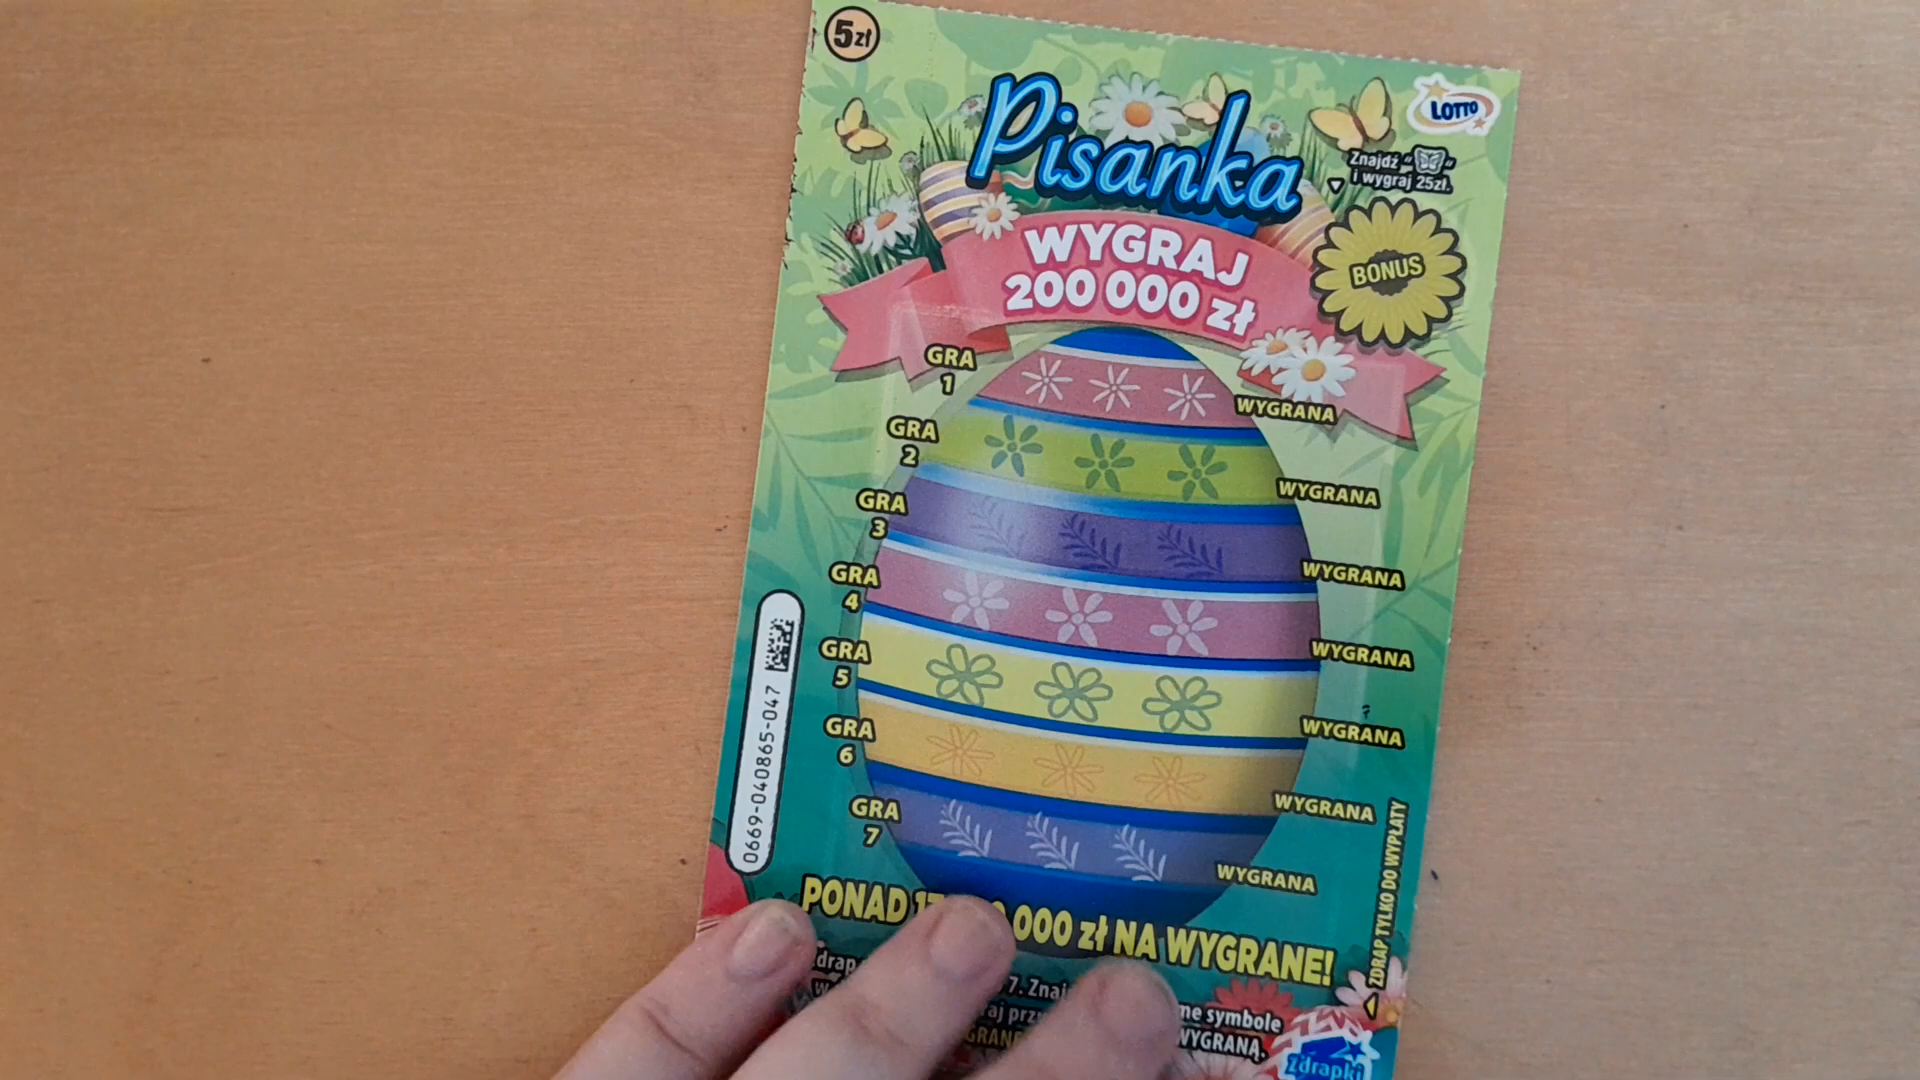 5zł
LOTTO
Pisanka
Znajdź " "
i wygraj 25zł.
WYGRAJ
200 000 zł
BONUS
GRA
1
WYGRANA
GRA
2
WYGRANA
GRA
3
WYGRANA
GRA
4
WYGRANA
GRA
5
WYGRANA
GRA
6
WYGRANA
GRA
7
WYGRANA
0669-040865-047
ZDRAP TYLKO DO WYPŁATY
PONAD 000 zł NA WYGRANE!
7.
symbole
WYGRANĄ.
Zdrapki